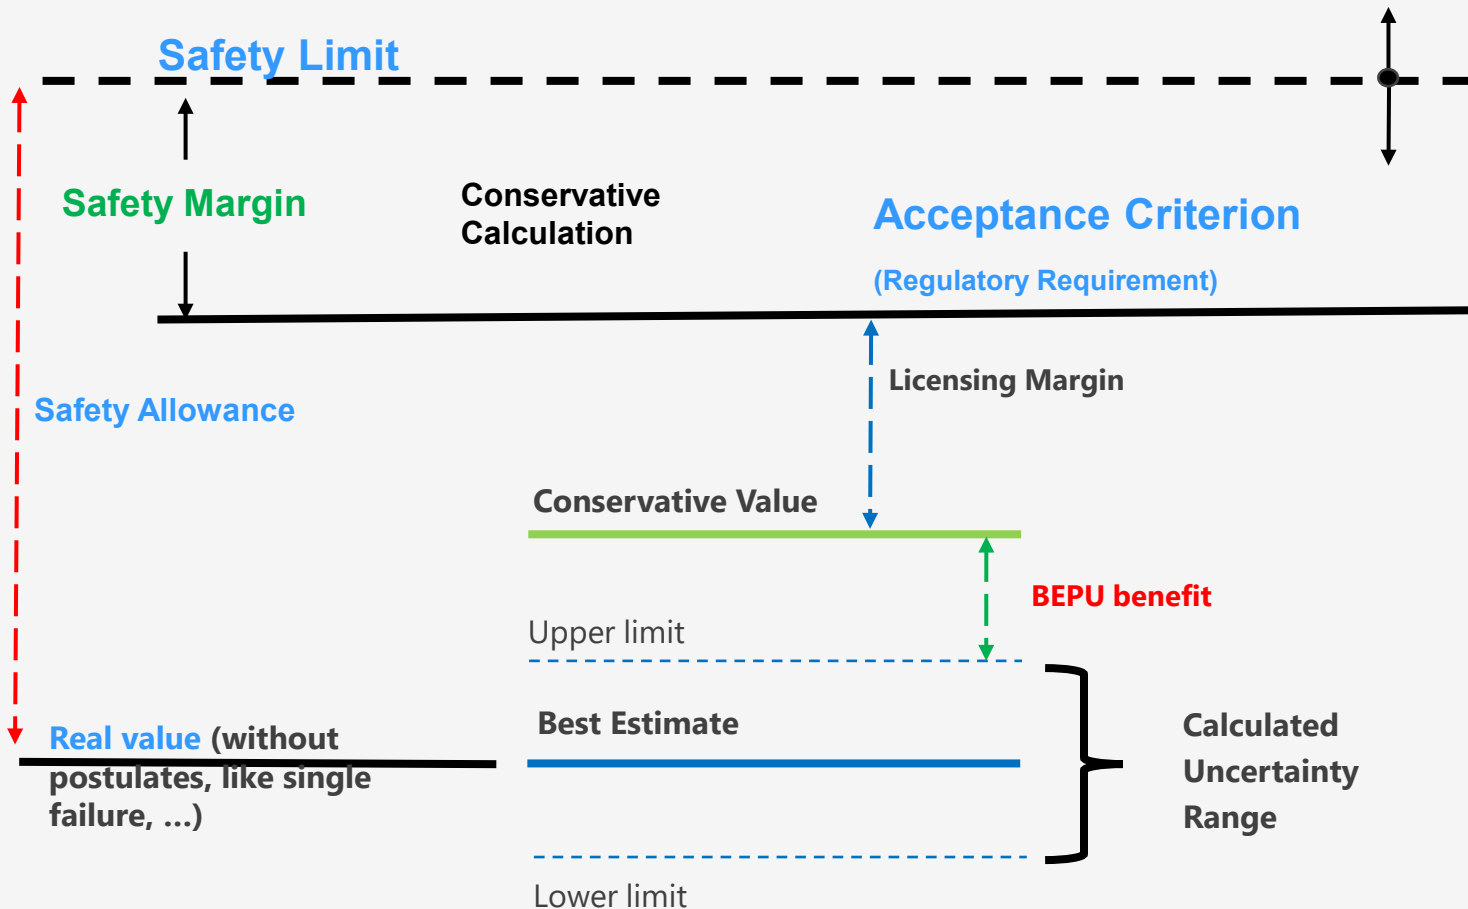 Safety Limit
Safety Margin
Conservative
Calculation
Acceptance Criterion
(Regulatory Requirement)
Licensing Margin
Safety Allowance
Conservative Value
BEPU benefit
Upper limit
Best Estimate
Real value (without
postulates, like single
failure, ...)
Calculated
Uncertainty
Range
Lower limit